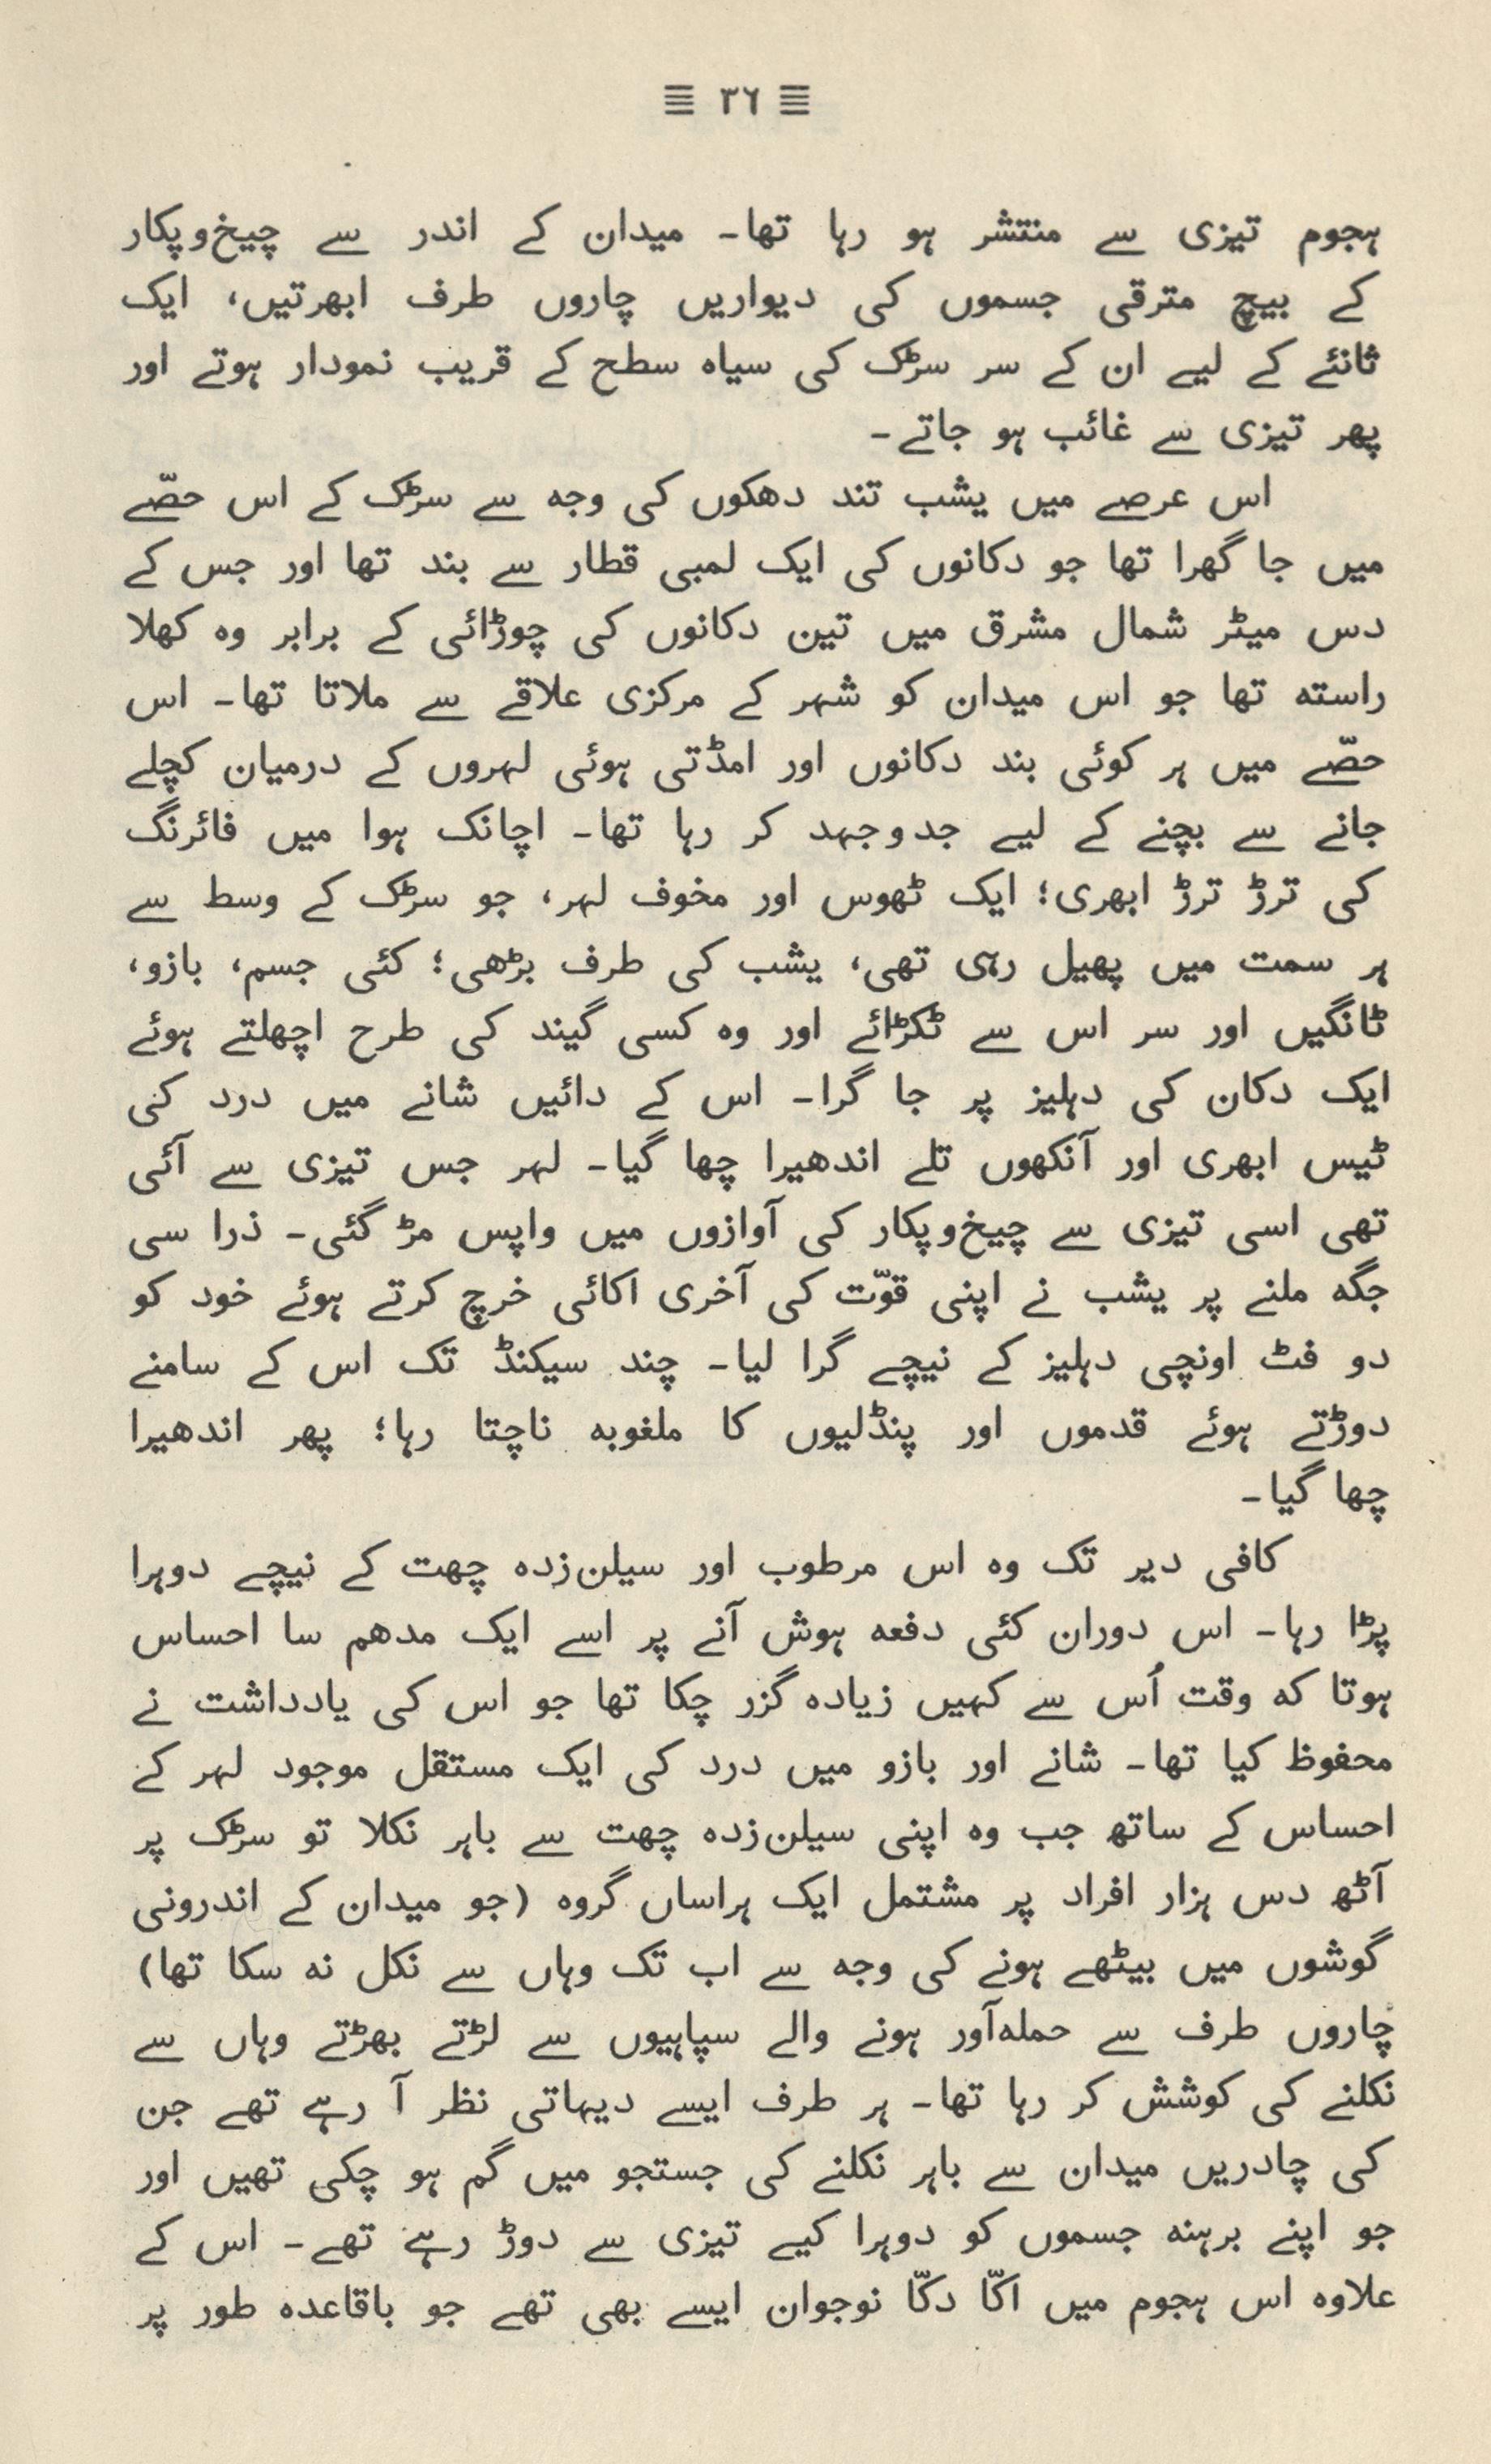 ۳۶
ہجوم تیزی سے منتشر ہو رہا تھا۔ میدان کے اندر سے چیخ‌و‌پکار
کے بیچ مترقی جسموں کی دیواریں چاروں طرف ابھرتیں، ایک
ثانئے کے لیے ان کے سر سڑک کی سیاہ سطح کے قریب نمودار ہوتے اور
پھر تیزی سے غائب ہو جاتے۔
اس عرصے میں یشب تند دھکوں کی وجہ سے سڑک کے اس حصّے
میں جا گھرا تھا جو دکانوں کی ایک لمبی قطار سے بند تھا اور جس کے
دس میٹر شمال مشرق میں تین دکانوں کی چوڑائی کے برابر وہ کھلا
راستہ تھا جو اس میدان کو شہر کے مرکزی علاقے سے ملاتا تھا۔ اس
حصّے میں ہر کوئی بند دکانوں اور امڈتی ہوئی لہروں کے درمیان کچلے
جانے سے بچنے کے لیے جدوجہد کر رہا تھا۔ اچانک ہوا میں فائرنگ
کی ترڑ ترڑ ابھری؛ ایک ٹھوس اور مخوف لہر، جو سڑک کے وسط سے
ہر سمت میں پھیل رہی تھی، یشب کی طرف بڑھی؛ کئی جسم، بازو،
ٹانگیں اور سر اس سے ٹکڑائے اور وہ کسی گیند کی طرح اچھلتے ہوئے
ایک دکان کی دہلیز پر جا گرا۔ اس کے دائیں شانے میں درد کی
ٹیس ابھری اور آنکھوں تلے اندھیرا چھا گیا۔ لہر جس تیزی سے آئی
تھی اسی تیزی سے چیخ‌و‌پکار کی آوازوں میں واپس مڑ گئی۔ ذرا سی
جگہ ملنے پر یشب نے اپنی قوّت کی آخری اکائی خرچ کرتے ہوئے خود کو
دو فٹ اونچی دہلیز کے نیچے گرا لیا۔ چند سیکنڈ تک اس کے سامنے
دوڑتے ہوئے قدموں اور پنڈلیوں کا ملغوبہ ناچتا رہا؛ پھر اندھیرا
چھا گیا۔
کافی دیر تک وہ اس مرطوب اور سیلن‌زدہ چھت کے نیچے دوہرا
پڑا رہا۔ اس دوران کئی دفعہ ہوش آنے پر اسے ایک مدھم سا احساس
ہوتا کہ وقت اُس سے کہیں زیادہ گزر چکا تھا جو اس کی یادداشت نے
محفوظ کیا تھا۔ شانے اور بازو میں درد کی ایک مستقل موجود لہر کے
احساس کے ساتھ جب وہ اپنی سیلن‌زدہ چھت سے باہر نکلا تو سڑک پر
آٹھ دس ہزار افراد پر مشتمل ایک ہراساں گروہ (جو میدان کے اندرونی
گوشوں میں بیٹھے ہونے کی وجہ سے اب تک وہاں سے نکل نہ سکا تھا)
چاروں طرف سے حملہ‌آور ہونے والے سپاہیوں سے لڑتے بھڑتے وہاں سے
نکلنے کی کوشش کر رہا تھا۔ ہر طرف ایسے دیہاتی نظر آ رہے تھے جن
کی چادریں میدان سے باہر نکلنے کی جستجو میں گم ہو چکی تھیں اور
جو اپنے برہنہ جسموں کو دوہرا کیے تیزی سے دوڑ رہے تھے۔ اس کے
علاوہ اس ہجوم میں اکّا دکّا نوجوان ایسے بھی تھے جو باقاعدہ طور پر